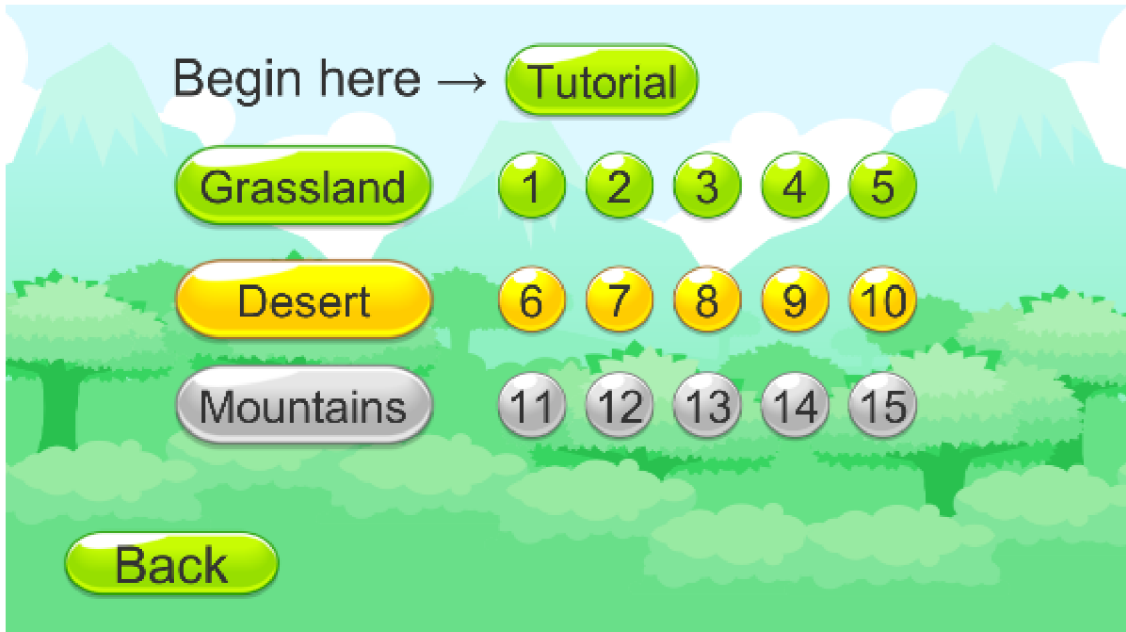 Begin here → Tutorial
Grassland 1 2 3 4 5
Desert 6 7 8 9 10
Mountains 11 12 13 14 15
Back